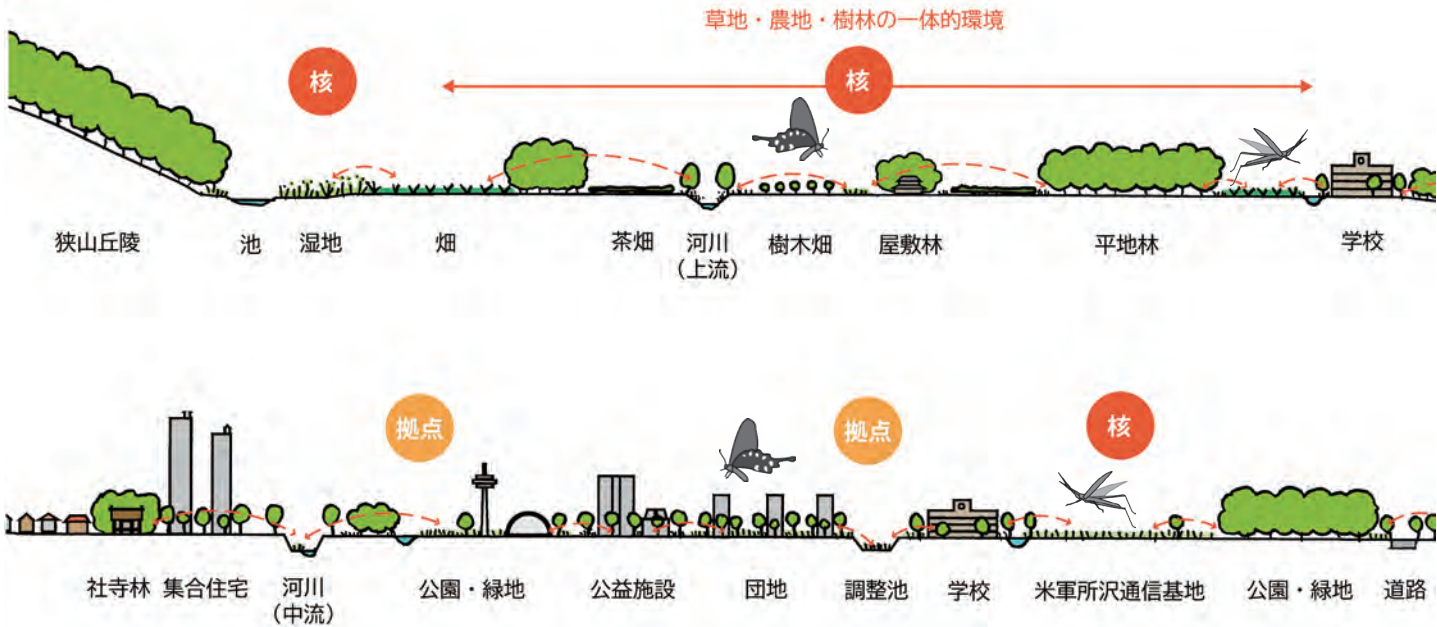 草地・農地・樹林の一体的環境
核
核
狭山丘陵
池
湿地
畑
茶畑
河川
（上流）
樹木畑
屋敷林
平地林
学校
拠点
拠点
核
社寺林
集合住宅
河川
（中流）
公園・緑地
公益施設
団地
調整池
学校
米軍所沢通信基地
公園・緑地
道路